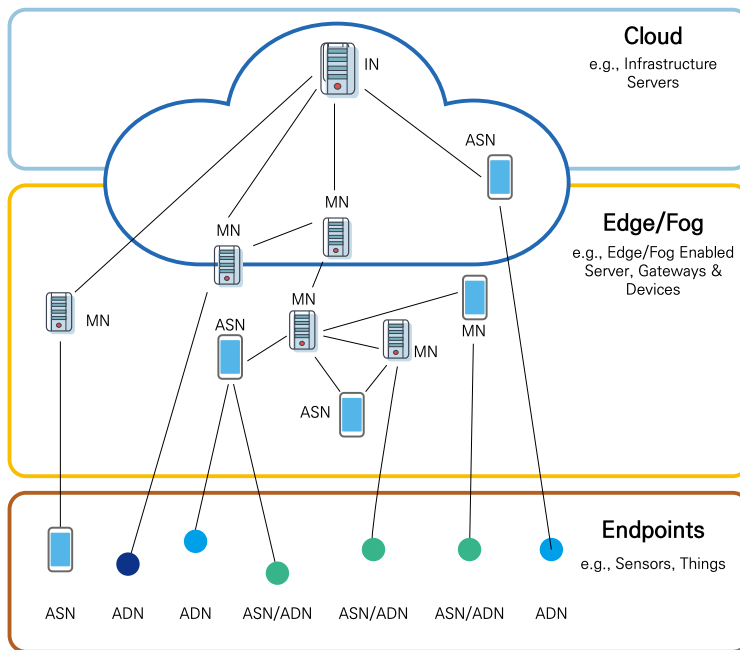 Cloud
e.g., Infrastructure
Servers
IN
ASN
MN
MN
Edge/Fog
e.g., Edge/Fog Enabled
Server, Gateways &
Devices
MN
MN
ASN
MN
MN
ASN
Endpoints
e.g., Sensors, Things
ASN
ADN
ADN
ASN/ADN
ASN/ADN
ASN/ADN
ADN